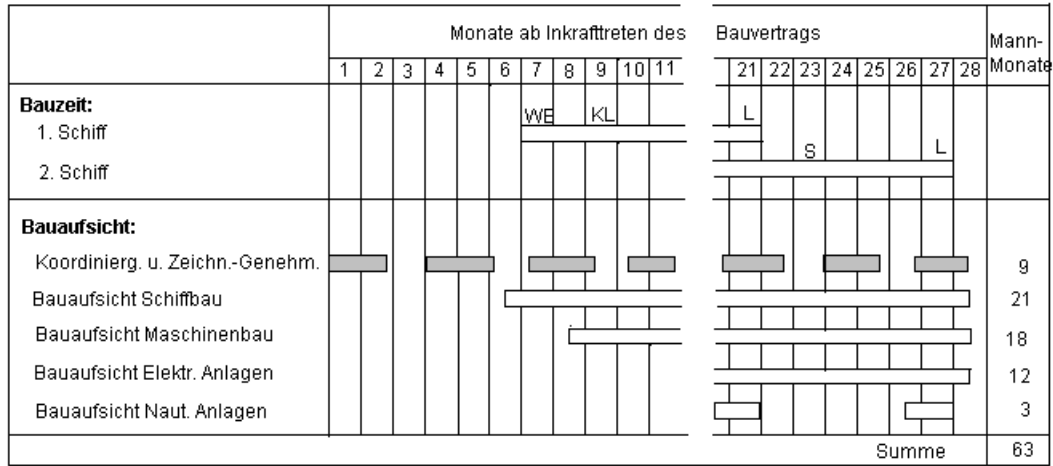 Monate ab Inkrafttreten des Bauvertrags
Mann-
Monate
1 2 3 4 5 6 7 8 9 10 11 21 22 23 24 25 26 27 28
Bauzeit:
WE KL L
1. Schiff
S L
2. Schiff
Bauaufsicht:
Koordinierg. u. Zeichn.-Genehm. 9
Bauaufsicht Schiffbau 21
Bauaufsicht Maschinenbau 18
Bauaufsicht Elektr. Anlagen 12
Bauaufsicht Naut. Anlagen 3
Summe 63